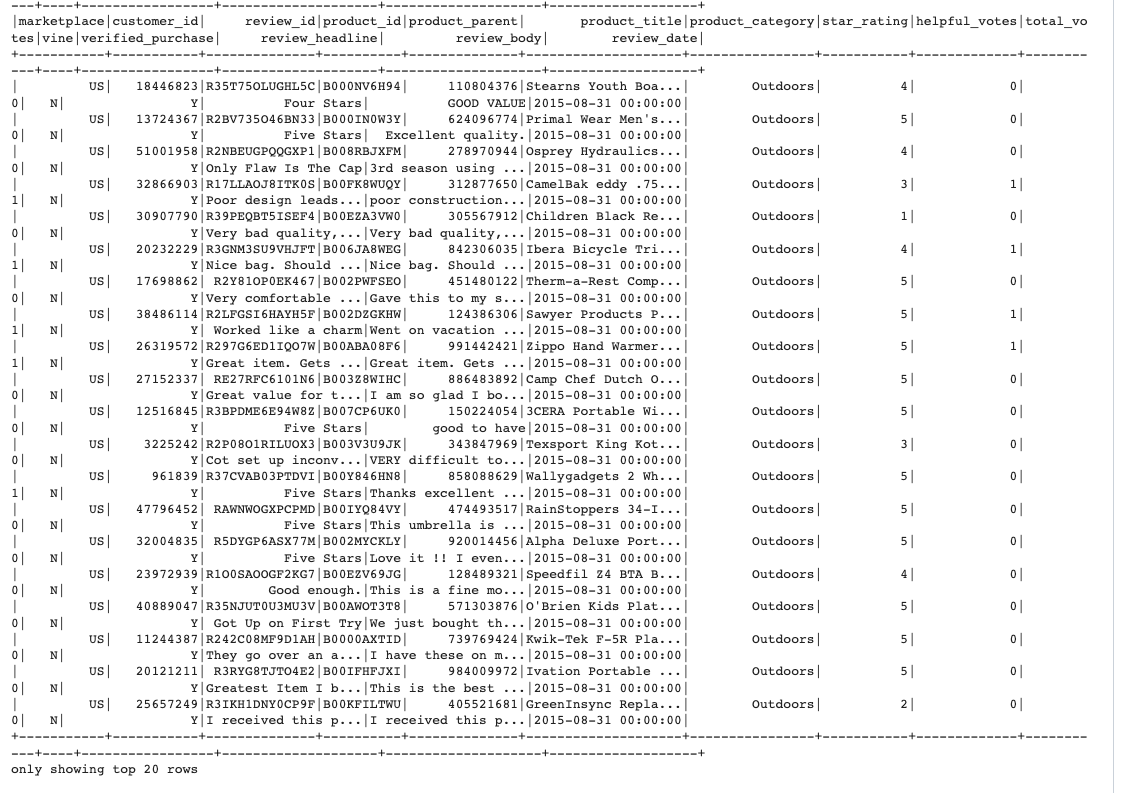 ---+----+-----------------+--------------------+--------------------+-------------------+
|marketplace|customer_id|     review_id|product_id|product_parent|       product_title|product_category|star_rating|helpful_votes|total_vo
tes|vine|verified_purchase|     review_headline|         review_body|        review_date|
+-----------+-----------+--------------+----------+--------------+--------------------+----------------+-----------+-------------+--------
---+----+-----------------+--------------------+--------------------+-------------------+
|         US|   18446823|R35T75OLUGHL5C|B000NV6H94|     110804376|Stearns Youth Boa...|        Outdoors|          4|            0|
0|   N|                Y|          Four Stars|          GOOD VALUE|2015-08-31 00:00:00|
|         US|   13724367|R2BV735O46BN33|B000IN0W3Y|     624096774|Primal Wear Men's...|        Outdoors|          5|            0|
0|   N|                Y|          Five Stars|  Excellent quality.|2015-08-31 00:00:00|
|         US|   51001958|R2NBEUGPQQGXP1|B008RBJXFM|     278970944|Osprey Hydraulics...|        Outdoors|          4|            0|
0|   N|                Y|Only Flaw Is The Cap|3rd season using ...|2015-08-31 00:00:00|
|         US|   32866903|R17LLAOJ8ITK0S|B00FK8WUQY|     312877650|CamelBak eddy .75...|        Outdoors|          3|            1|
1|   N|                Y|Poor design leads...|poor construction...|2015-08-31 00:00:00|
|         US|   30907790|R39PEQBT5ISEF4|B00EZA3VW0|     305567912|Children Black Re...|        Outdoors|          1|            0|
0|   N|                Y|Very bad quality,...|Very bad quality,...|2015-08-31 00:00:00|
|         US|   20232229|R3GNM3SU9VHJFT|B006JA8WEG|     842306035|Ibera Bicycle Tri...|        Outdoors|          4|            1|
1|   N|                Y|Nice bag. Should ...|Nice bag. Should ...|2015-08-31 00:00:00|
|         US|   17698862| R2Y81OP0EK467|B002PWFSEO|     451480122|Therm-a-Rest Comp...|        Outdoors|          5|            0|
0|   N|                Y|Very comfortable ...|Gave this to my s...|2015-08-31 00:00:00|
|         US|   38486114|R2LFGSI6HAYH5F|B002DZGKHW|     124386306|Sawyer Products P...|        Outdoors|          5|            1|
1|   N|                Y| Worked like a charm|Went on vacation ...|2015-08-31 00:00:00|
|         US|   26319572|R297G6ED1IQO7W|B00ABA08F6|     991442421|Zippo Hand Warmer...|        Outdoors|          5|            1|
1|   N|                Y|Great item. Gets ...|Great item. Gets ...|2015-08-31 00:00:00|
|         US|   27152337| RE27RFC6101N6|B003Z8WIHC|     886483892|Camp Chef Dutch O...|        Outdoors|          5|            0|
0|   N|                Y|Great value for t...|I am so glad I bo...|2015-08-31 00:00:00|
|         US|   12516845|R3BPDME6E94W8Z|B007CP6UK0|     150224054|3CERA Portable Wi...|        Outdoors|          5|            0|
0|   N|                Y|          Five Stars|        good to have|2015-08-31 00:00:00|
|         US|    3225242|R2P08O1RILUOX3|B003V3U9JK|     343847969|Texsport King Kot...|        Outdoors|          3|            0|
0|   N|                Y|Cot set up inconv...|VERY difficult to...|2015-08-31 00:00:00|
|         US|     961839|R37CVAB03PTDVI|B00Y846HN8|     858088629|Wallygadgets 2 Wh...|        Outdoors|          5|            0|
1|   N|                Y|          Five Stars|Thanks excellent ...|2015-08-31 00:00:00|
|         US|   47796452| RAWNWOGXPCPMD|B00IYQ84VY|     474493517|RainStoppers 34-I...|        Outdoors|          5|            0|
0|   N|                Y|          Five Stars|This umbrella is ...|2015-08-31 00:00:00|
|         US|   32004835| R5DYGP6ASX77M|B002MYCKLY|     920014456|Alpha Deluxe Port...|        Outdoors|          5|            0|
0|   N|                Y|          Five Stars|Love it !! I even...|2015-08-31 00:00:00|
|         US|   23972939|R1O0SAOOGF2KG7|B00EZV69JG|     128489321|Speedfil Z4 BTA B...|        Outdoors|          4|            0|
0|   N|                Y|        Good enough.|This is a fine mo...|2015-08-31 00:00:00|
|         US|   40889047|R35NJUT0U3MU3V|B00AWOT3T8|     571303876|O'Brien Kids Plat...|        Outdoors|          5|            0|
0|   N|                Y| Got Up on First Try|We just bought th...|2015-08-31 00:00:00|
|         US|   11244387|R242C08MF9D1AH|B0000AXTID|     739769424|Kwik-Tek F-5R Pla...|        Outdoors|          5|            0|
0|   N|                Y|They go over an a...|I have these on m...|2015-08-31 00:00:00|
|         US|   20121211| R3RYG8TJTO4E2|B00IFHFJXI|     984009972|Ivation Portable ...|        Outdoors|          5|            0|
0|   N|                Y|Greatest Item I b...|This is the best ...|2015-08-31 00:00:00|
|         US|   25657249|R3IKH1DNY0CP9F|B00KFILTWU|     405521681|GreenInsync Repla...|        Outdoors|          2|            0|
0|   N|                Y|I received this p...|I received this p...|2015-08-31 00:00:00|
+-----------+-----------+--------------+----------+--------------+--------------------+----------------+-----------+-------------+--------
---+----+-----------------+--------------------+--------------------+-------------------+
only showing top 20 rows